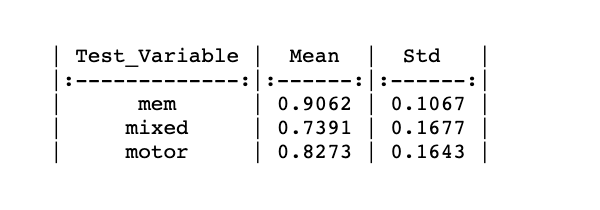 | Test_Variable | Mean | Std |
|:-------------:|:------:|:------:|
| mem | 0.9062 | 0.1067 |
| mixed | 0.7391 | 0.1677 |
| motor | 0.8273 | 0.1643 |